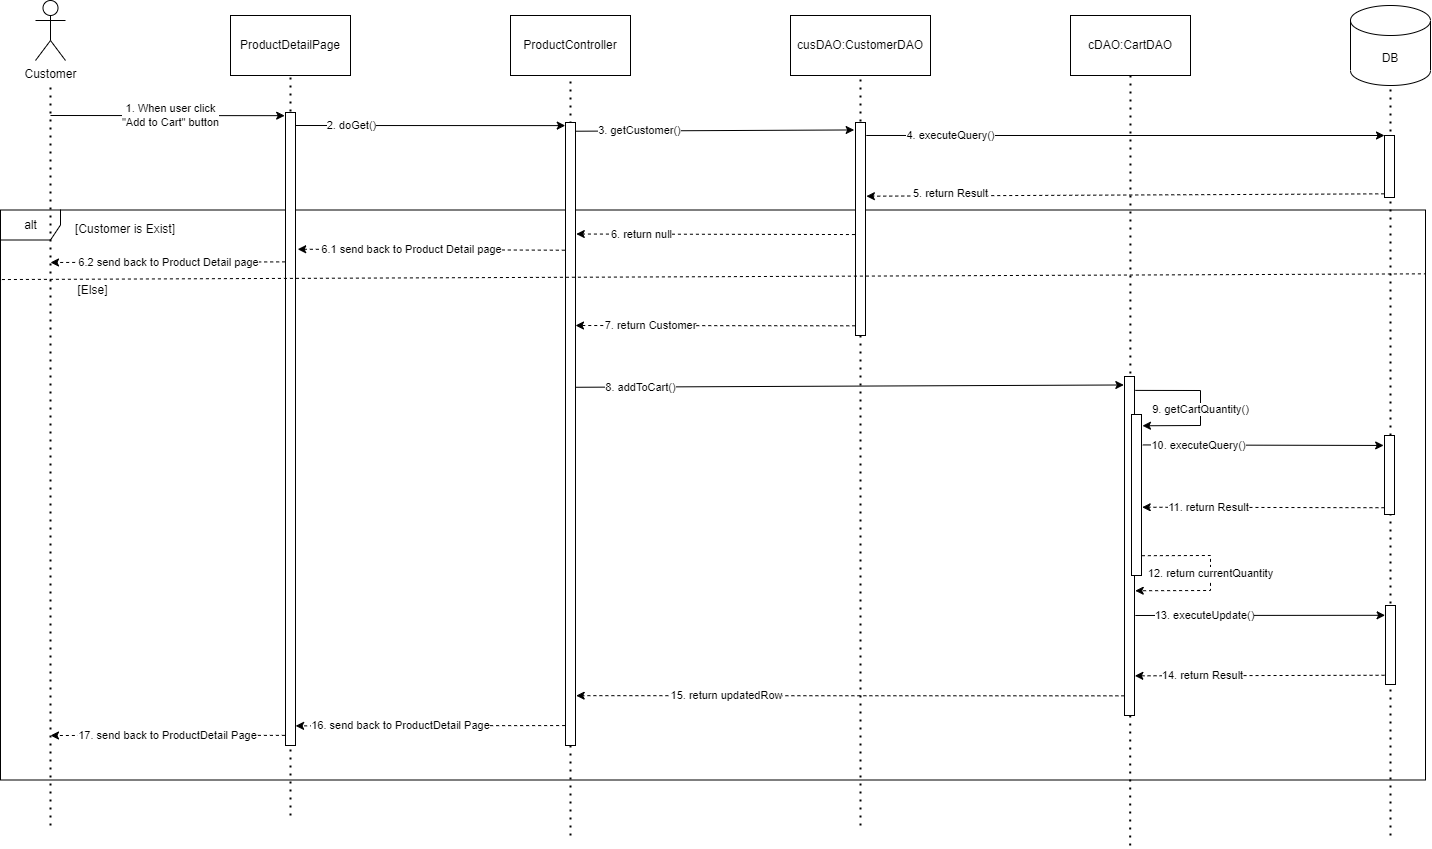 Customer
ProductDetailPage
ProductController
cusDAO:CustomerDAO
cDAO:CartDAO
DB
1. When user click
"Add to Cart" button
2. doGet()
3. getCustomer()
4. executeQuery()
5. return Result
alt
[Customer is Exist]
6. return null
6.1 send back to Product Detail page
6.2 send back to Product Detail page
[Else]
7. return Customer
8. addToCart()
9. getCartQuantity()
10. executeQuery()
11. return Result
12. return currentQuantity
13. executeUpdate()
14. return Result
15. return updatedRow
16. send back to ProductDetail Page
17. send back to ProductDetail Page